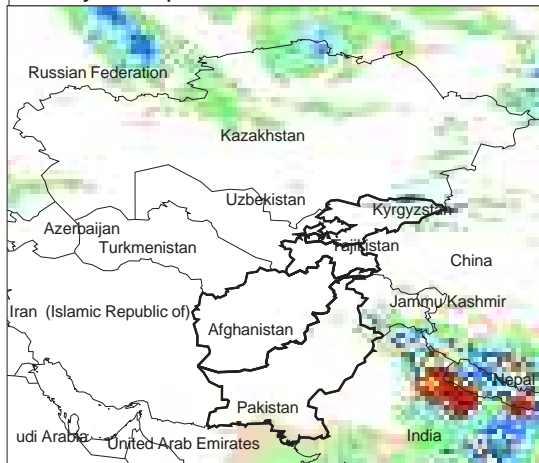 Russian Federation
Kazakhstan
Uzbekistan
Kyrgyzstan
Azerbaijan
Turkmenistan
Tajikistan
China
Iran (Islamic Republic of)
Jammu Kashmir
Afghanistan
Nepal
Pakistan
udi Arabia
United Arab Emirates
India